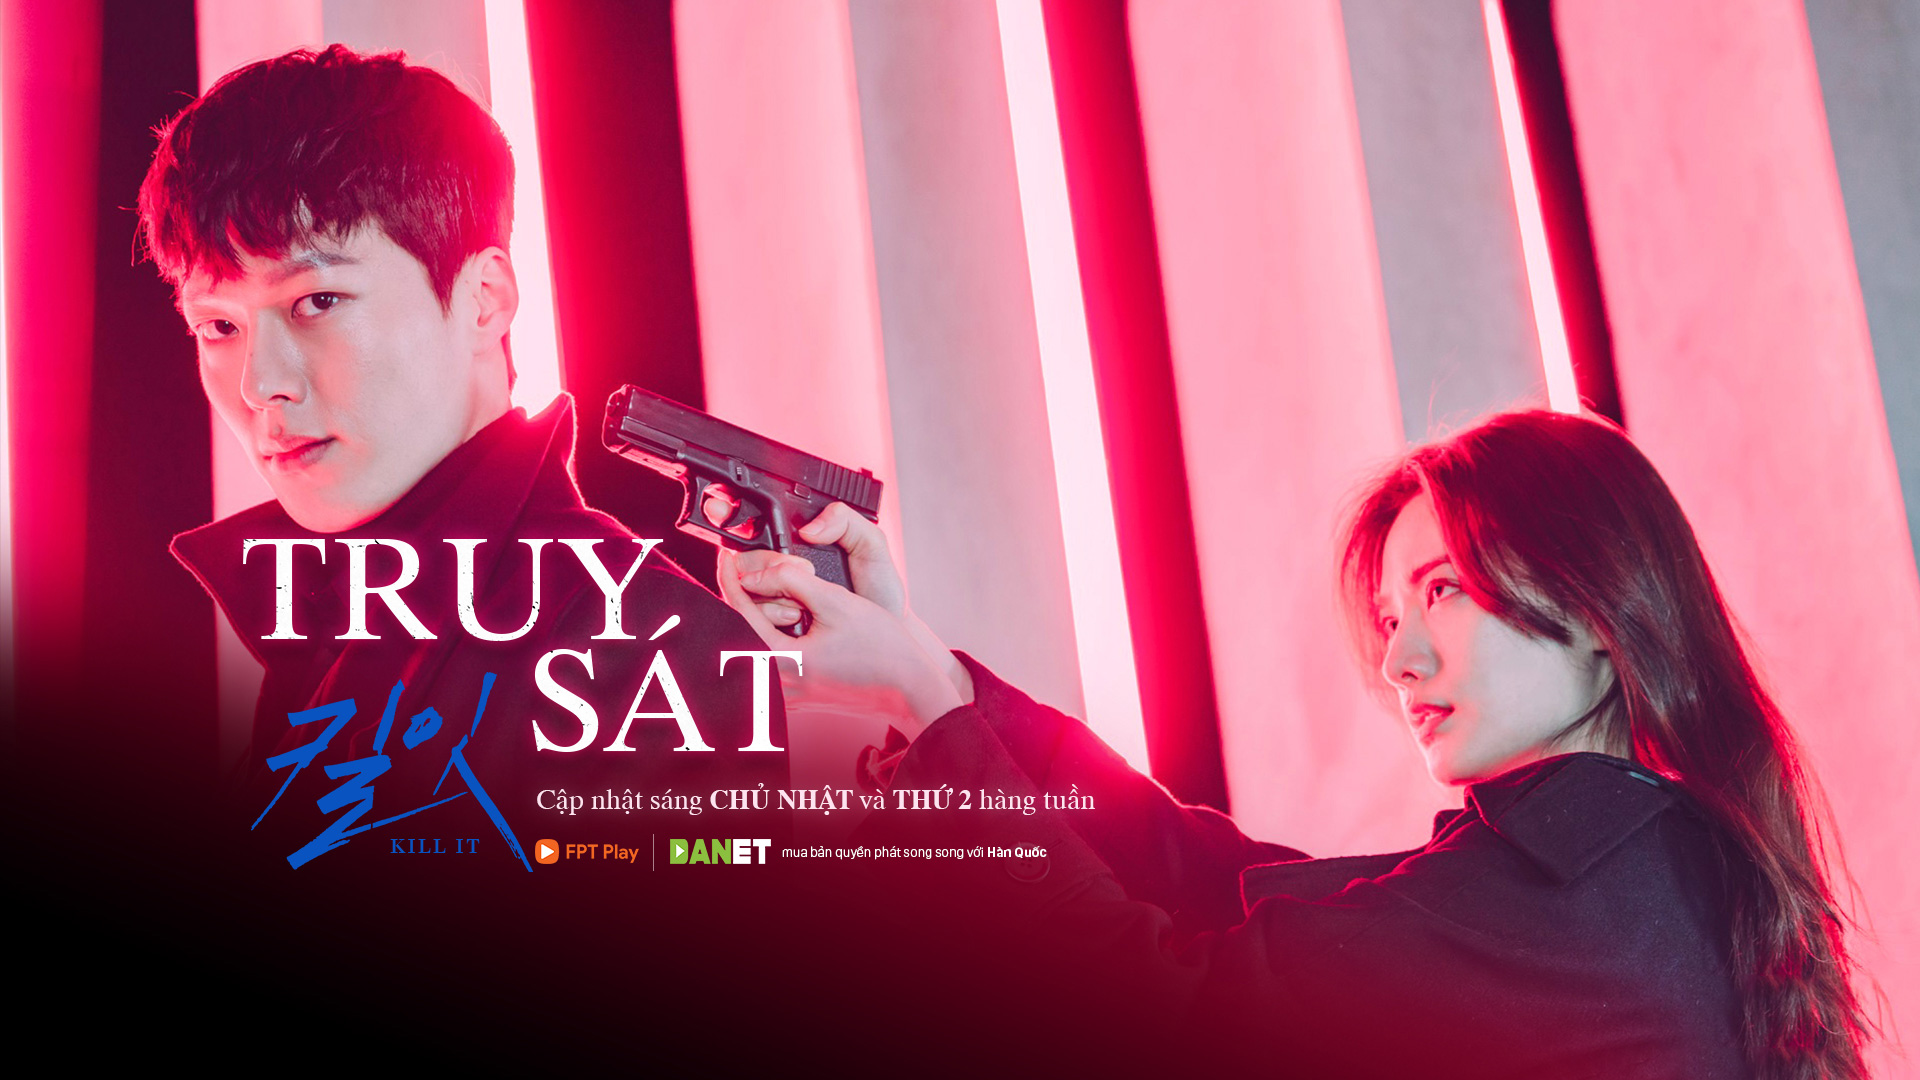 TRUY
SÁT
킬잇
KILL IT
Cập nhật sáng CHỦ NHẬT và THỨ 2 hàng tuần
FPT Play
DANET mua bản quyền phát song song với Hàn Quốc